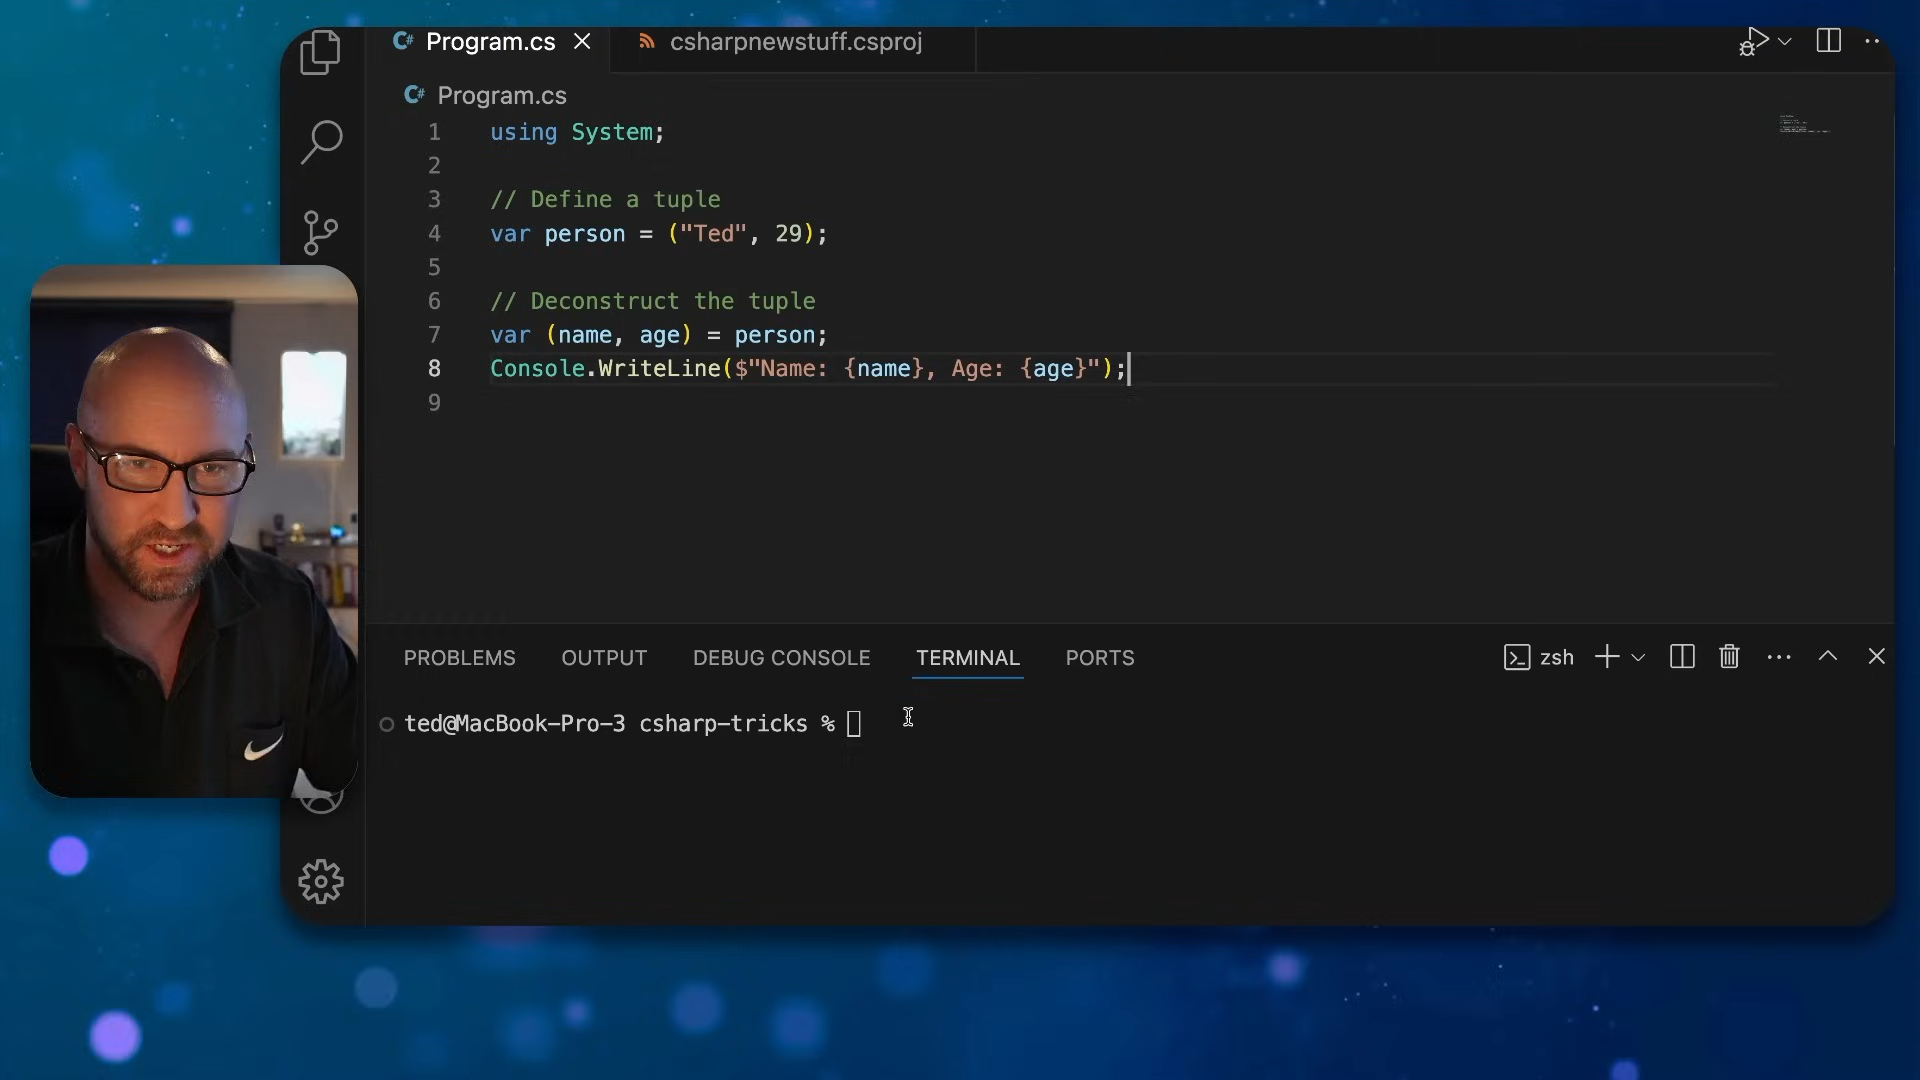 Program.cs
csharpnewstuff.csproj
C# Program.cs
1 using System;
2
3 // Define a tuple
4 var person = ("Ted", 29);
5
6 // Deconstruct the tuple
7 var (name, age) = person;
8 Console.WriteLine($"Name: {name}, Age: {age}");
9
PROBLEMS OUTPUT DEBUG CONSOLE TERMINAL PORTS zsh
ted@MacBook-Pro-3 csharp-tricks %